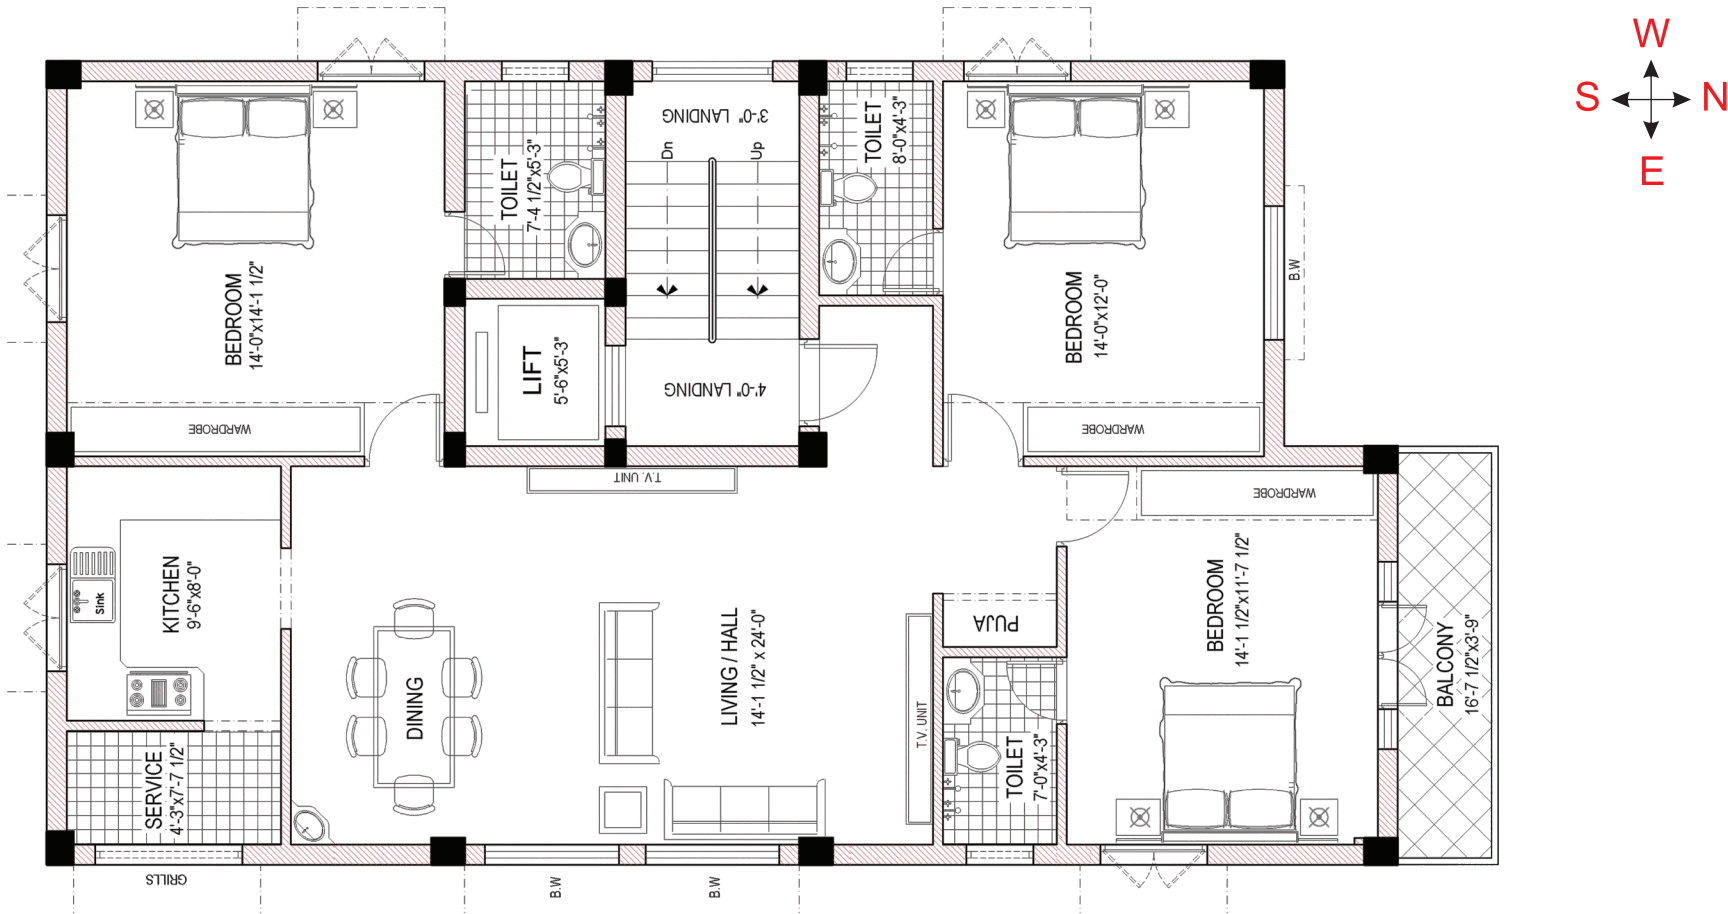 W
S N
E
3'-0" LANDING
Dn
Up
TOILET
7'-4 1/2"x5'-3"
TOILET
8'-0"x4'-3"
BEDROOM
14'-0"x14'-1 1/2"
BEDROOM
14'-0"x12'-0"
B.W
LIFT
5'-6"x5'-3"
4'-0" LANDING
WARDROBE
WARDROBE
T.V. UNIT
WARDROBE
KITCHEN
9'-6"x8'-0"
Sink
DINING
LIVING / HALL
14'-1 1/2" x 24'-0"
T.V. UNIT
PUJA
BEDROOM
14'-1 1/2"x11'-7 1/2"
BALCONY
16'-7 1/2"x3'-9"
TOILET
7'-0"x4'-3"
SERVICE
4'-3"x7'-7 1/2"
GRILLS
B.W
B.W